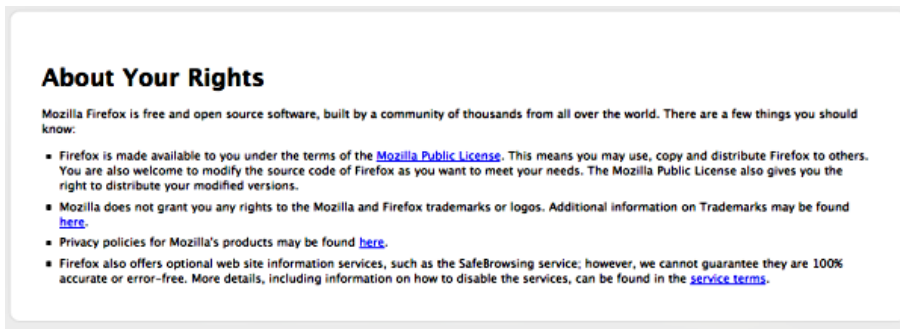 About Your Rights
Mozilla Firefox is free and open source software, built by a community of thousands from all over the world. There are a few things you should
know:
▪ Firefox is made available to you under the terms of the Mozilla Public License. This means you may use, copy and distribute Firefox to others.
You are also welcome to modify the source code of Firefox as you want to meet your needs. The Mozilla Public License also gives you the
right to distribute your modified versions.
▪ Mozilla does not grant you any rights to the Mozilla and Firefox trademarks or logos. Additional information on Trademarks may be found
here.
▪ Privacy policies for Mozilla's products may be found here.
▪ Firefox also offers optional web site information services, such as the SafeBrowsing service; however, we cannot guarantee they are 100%
accurate or error-free. More details, including information on how to disable the services, can be found in the service terms.